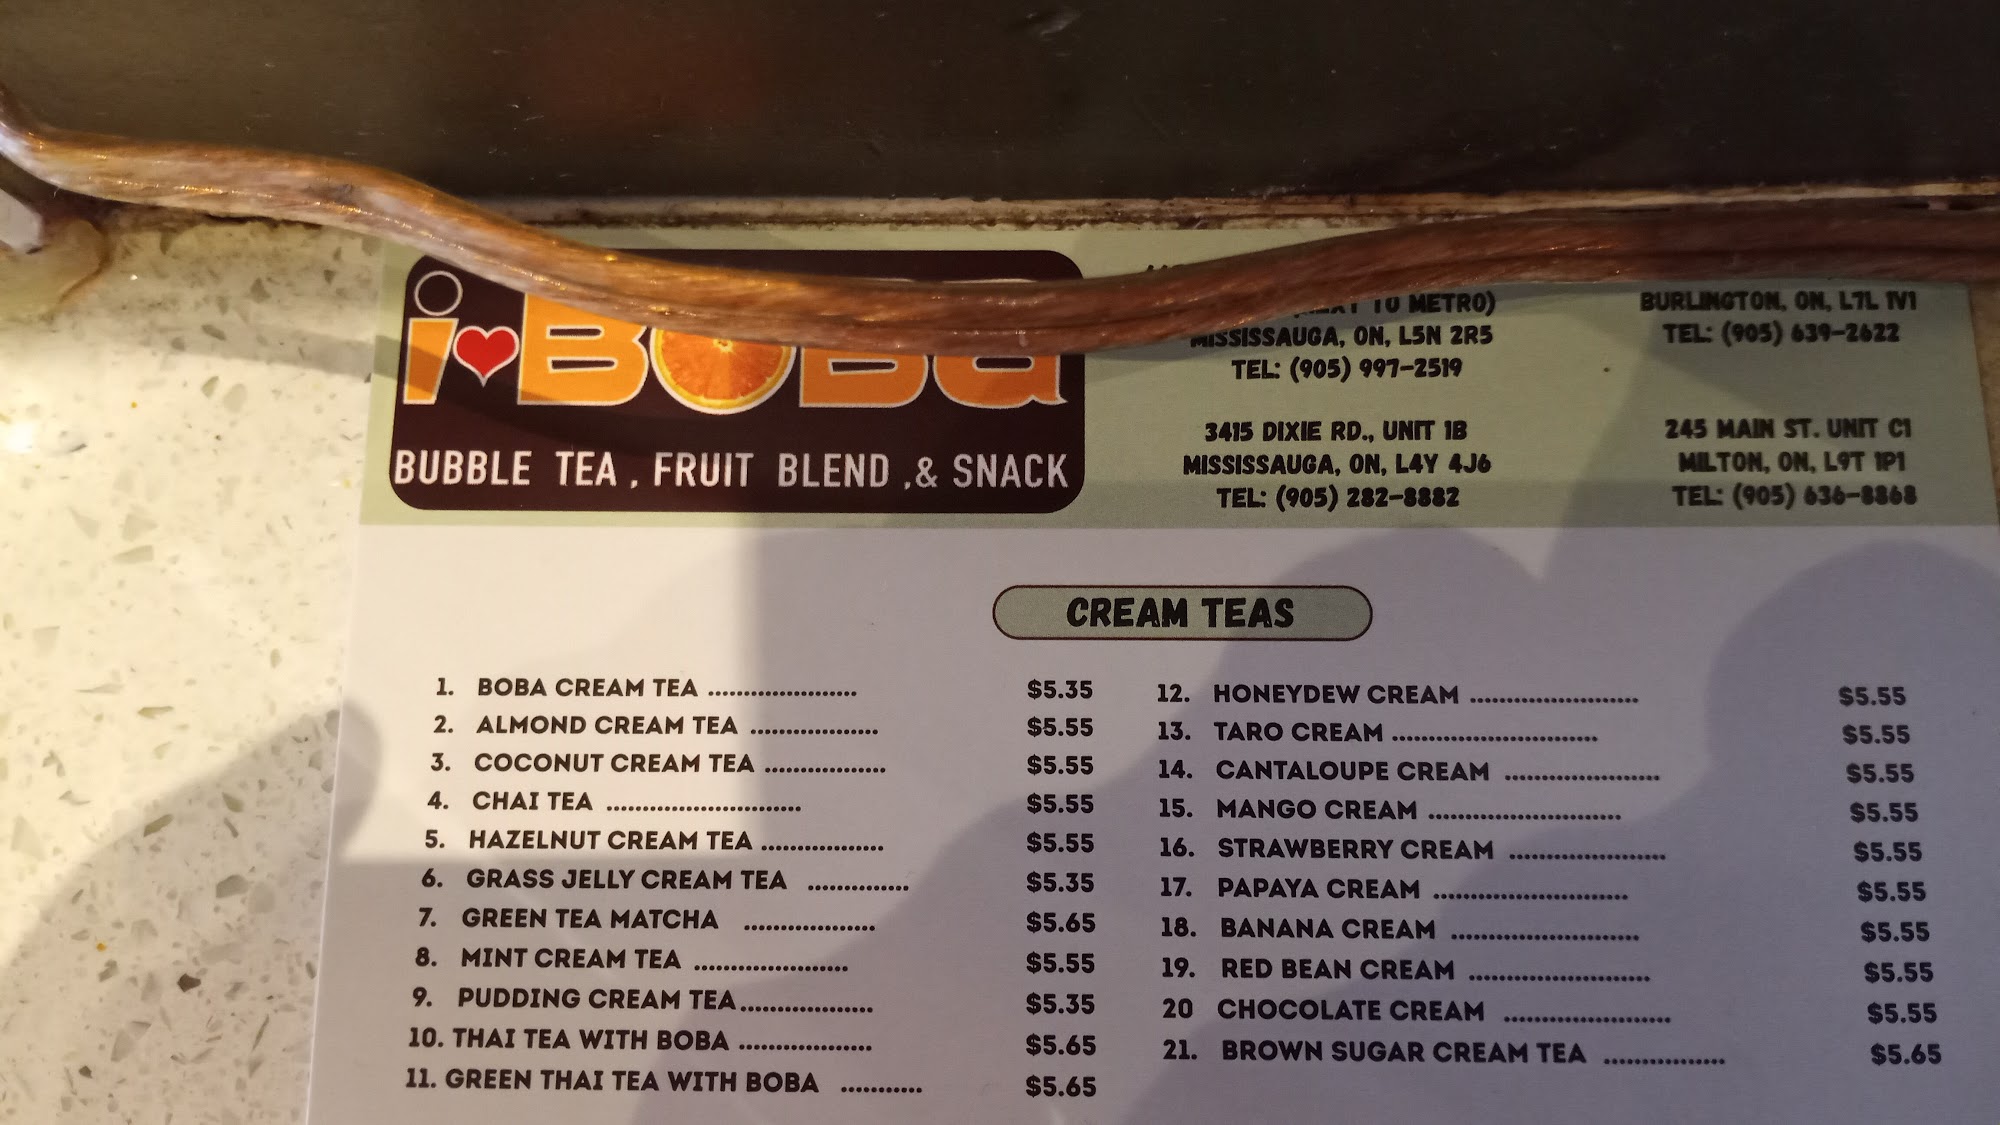 i BOBa
BUBBLE TEA , FRUIT BLEND ,& SNACK
TO METRO)
MISSISSAUGA, ON, L5N 2R5
TEL: (905) 997-2519
3415 DIXIE RD., UNIT 1B
MISSISSAUGA, ON, L4Y 4J6
TEL: (905) 282-8882
BURLINGTON, ON, L7L 1V1
TEL: (905) 639-2622
245 MAIN ST. UNIT C1
MILTON, ON, L9T 1P1
TEL: (905) 636-8868
CREAM TEAS
1. BOBA CREAM TEA ..................... $5.35
2. ALMOND CREAM TEA .................. $5.55
3. COCONUT CREAM TEA ................. $5.55
4. CHAI TEA ........................... $5.55
5. HAZELNUT CREAM TEA ................. $5.55
6. GRASS JELLY CREAM TEA .............. $5.35
7. GREEN TEA MATCHA ................... $5.65
8. MINT CREAM TEA ..................... $5.55
9. PUDDING CREAM TEA................... $5.35
10. THAI TEA WITH BOBA ................... $5.65
11. GREEN THAI TEA WITH BOBA ........... $5.65
12. HONEYDEW CREAM ....................... $5.55
13. TARO CREAM ............................ $5.55
14. CANTALOUPE CREAM ..................... $5.55
15. MANGO CREAM .......................... $5.55
16. STRAWBERRY CREAM ..................... $5.55
17. PAPAYA CREAM .......................... $5.55
18. BANANA CREAM ......................... $5.55
19. RED BEAN CREAM ........................ $5.55
20 CHOCOLATE CREAM ...................... $5.55
21. BROWN SUGAR CREAM TEA ................ $5.65